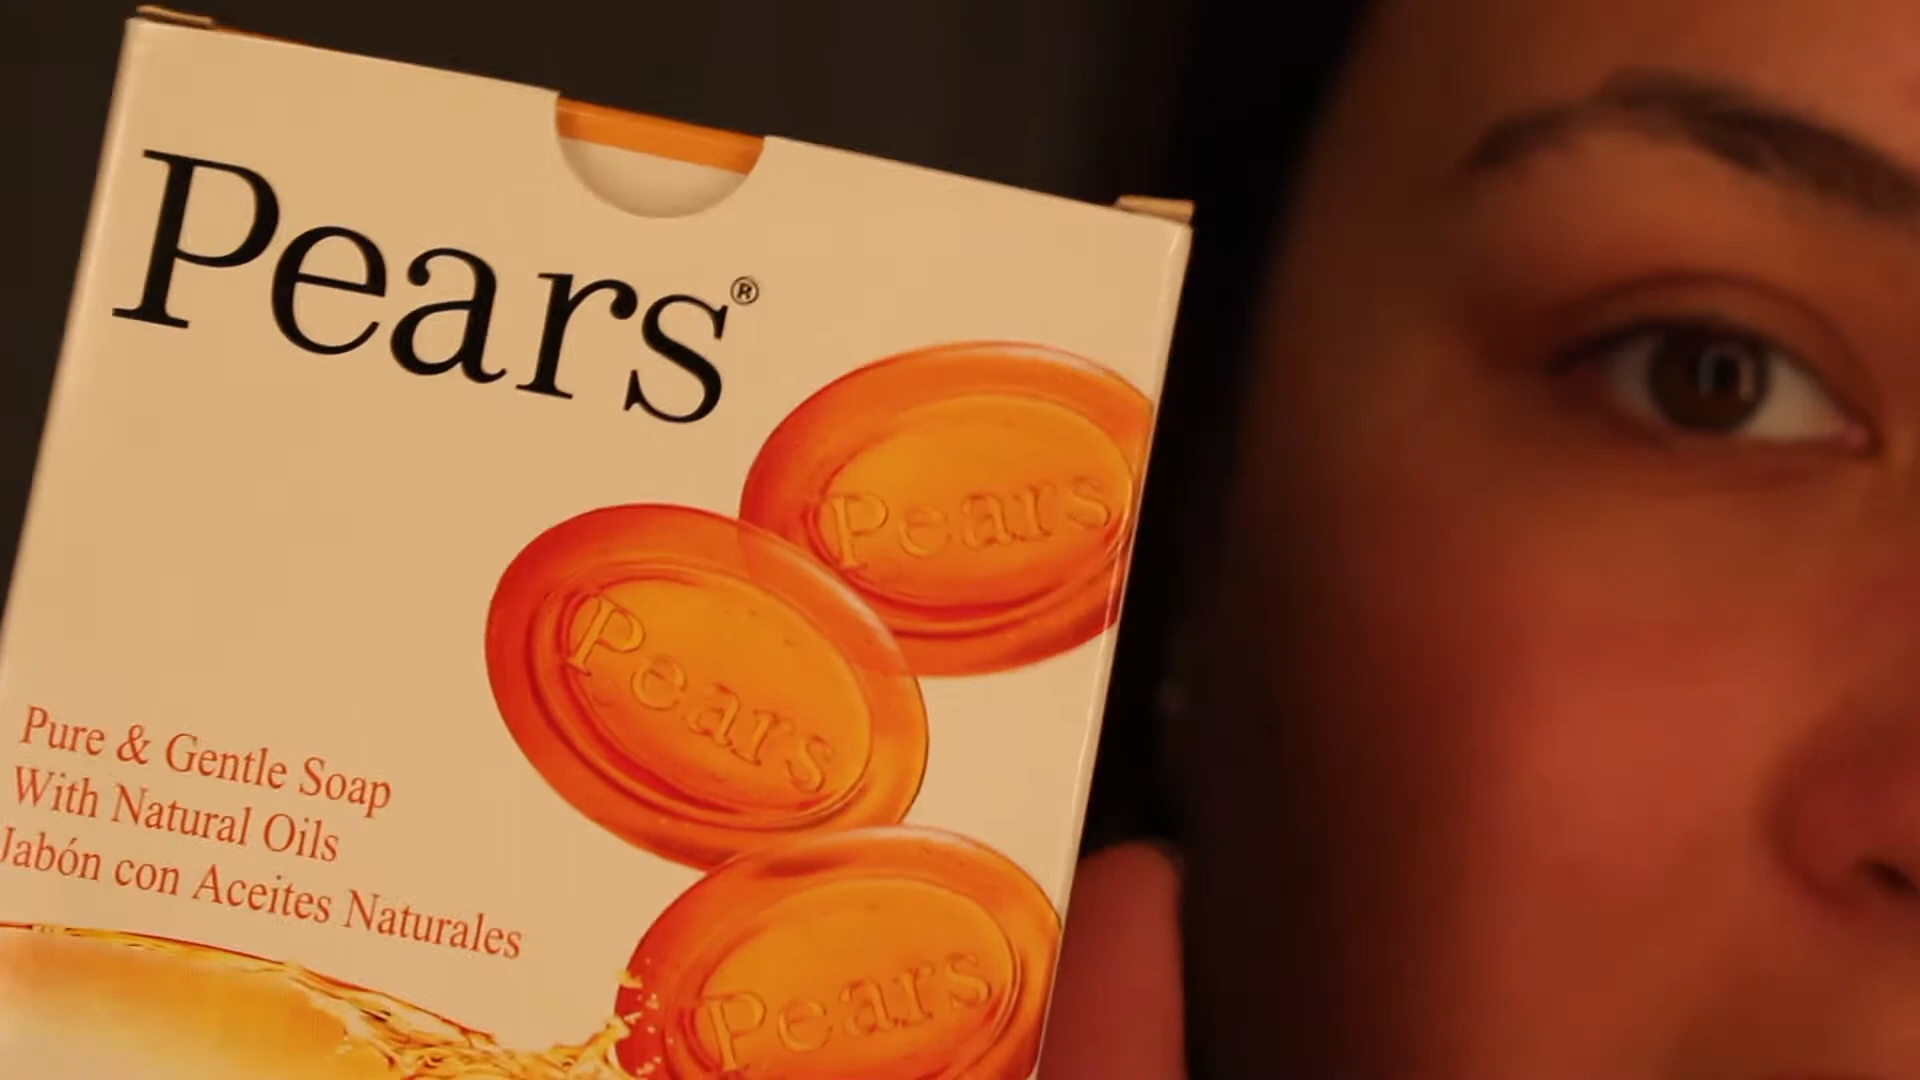 Pears®
Pears
Pears
Pure & Gentle Soap
With Natural Oils
Jabón con Aceites Naturales
Pears